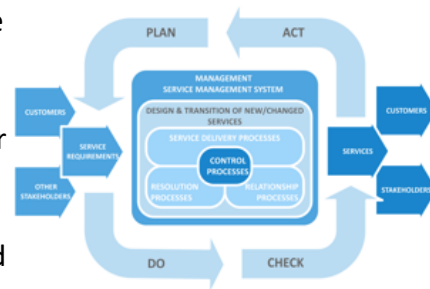 PLAN
ACT
MANAGEMENT
SERVICE MANAGEMENT SYSTEM
DESIGN & TRANSITION OF NEW/CHANGED
SERVICES
SERVICE DELIVERY PROCESSES
CONTROL
PROCESSES
RESOLUTION
PROCESSES
RELATIONSHIP
PROCESSES
CUSTOMERS
SERVICE
REQUIREMENTS
OTHER
STAKEHOLDERS
SERVICES
CUSTOMERS
STAKEHOLDERS
DO
CHECK